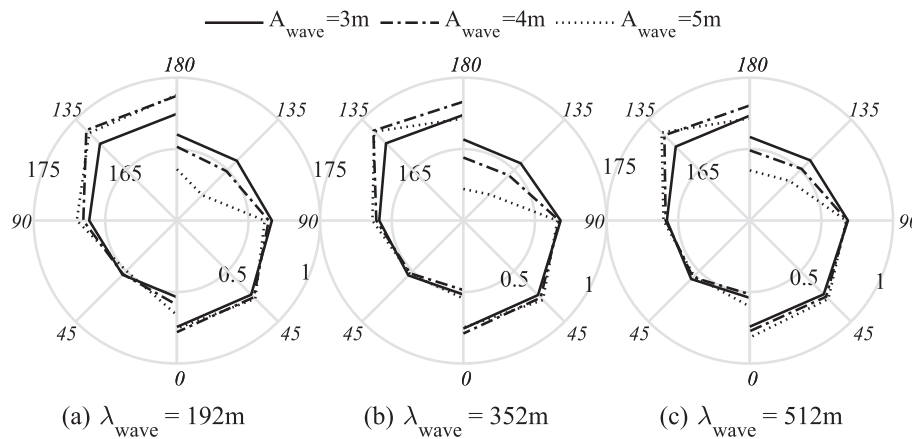 A_wave=3m A_wave=4m A_wave=5m
180 180 180
135 135 135 135 135 135
175 165 175 165 175 165
90 90 90 90
0.5 1 0.5 1 0.5 1
45 45 45 45 45 45
0 0 0
(a) λ_wave = 192m (b) λ_wave = 352m (c) λ_wave = 512m